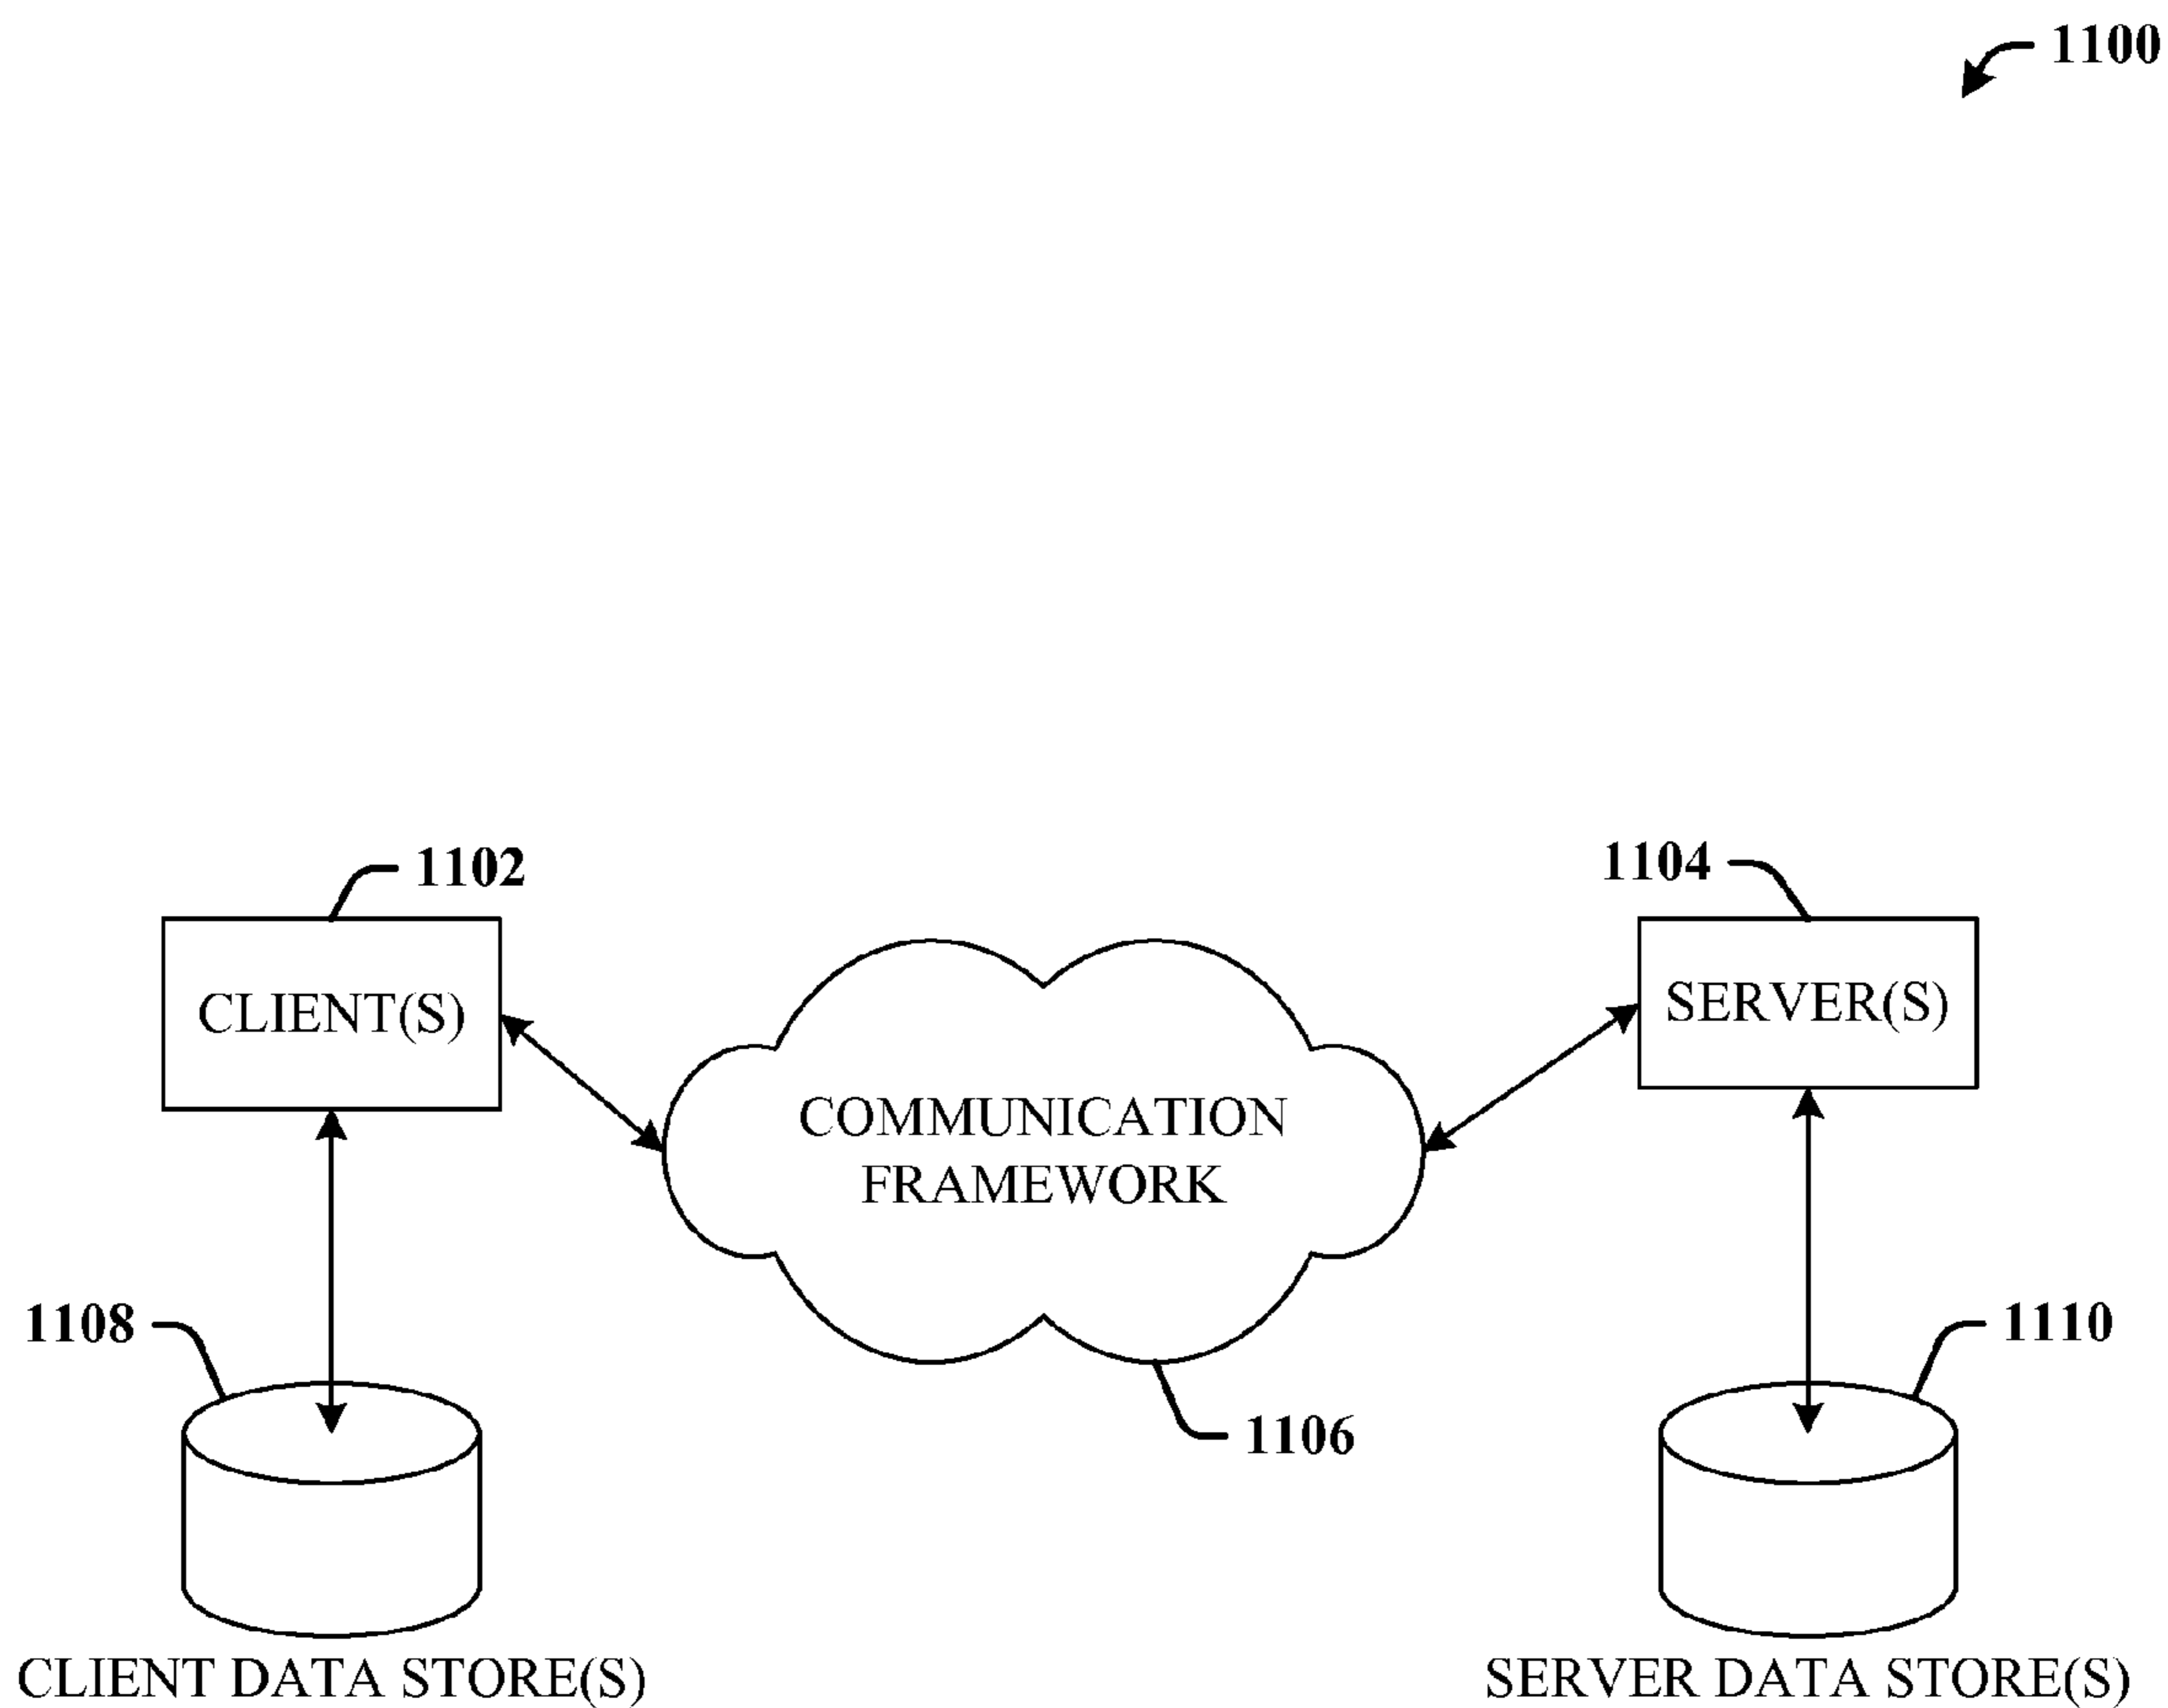 1100
1102
1104
CLIENT(S)
SERVER(S)
COMMUNICATION
FRAMEWORK
1108
1110
1106
CLIENT DATA STORE(S)
SERVER DATA STORE(S)